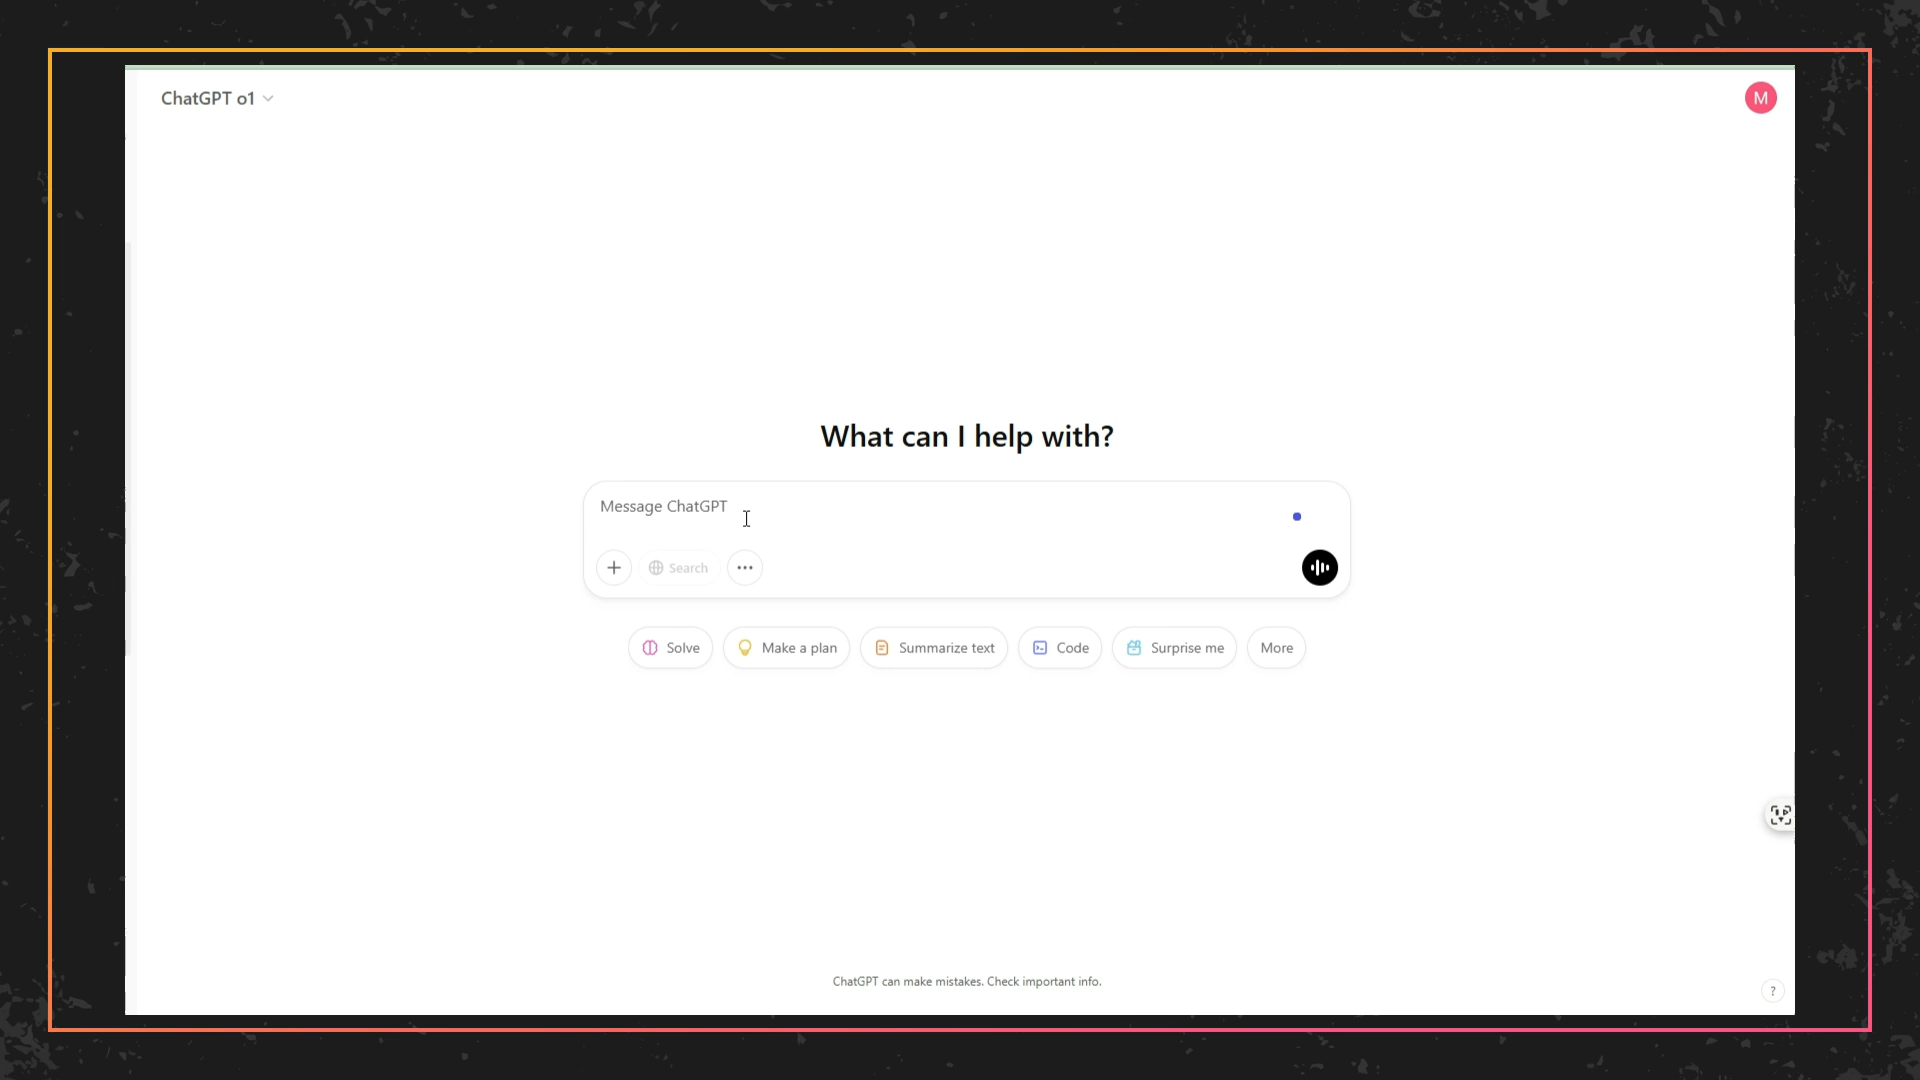 ChatGPT o1
M
What can I help with?
Message ChatGPT
Search
Solve
Make a plan
Summarize text
Code
Surprise me
More
ChatGPT can make mistakes. Check important info.
?